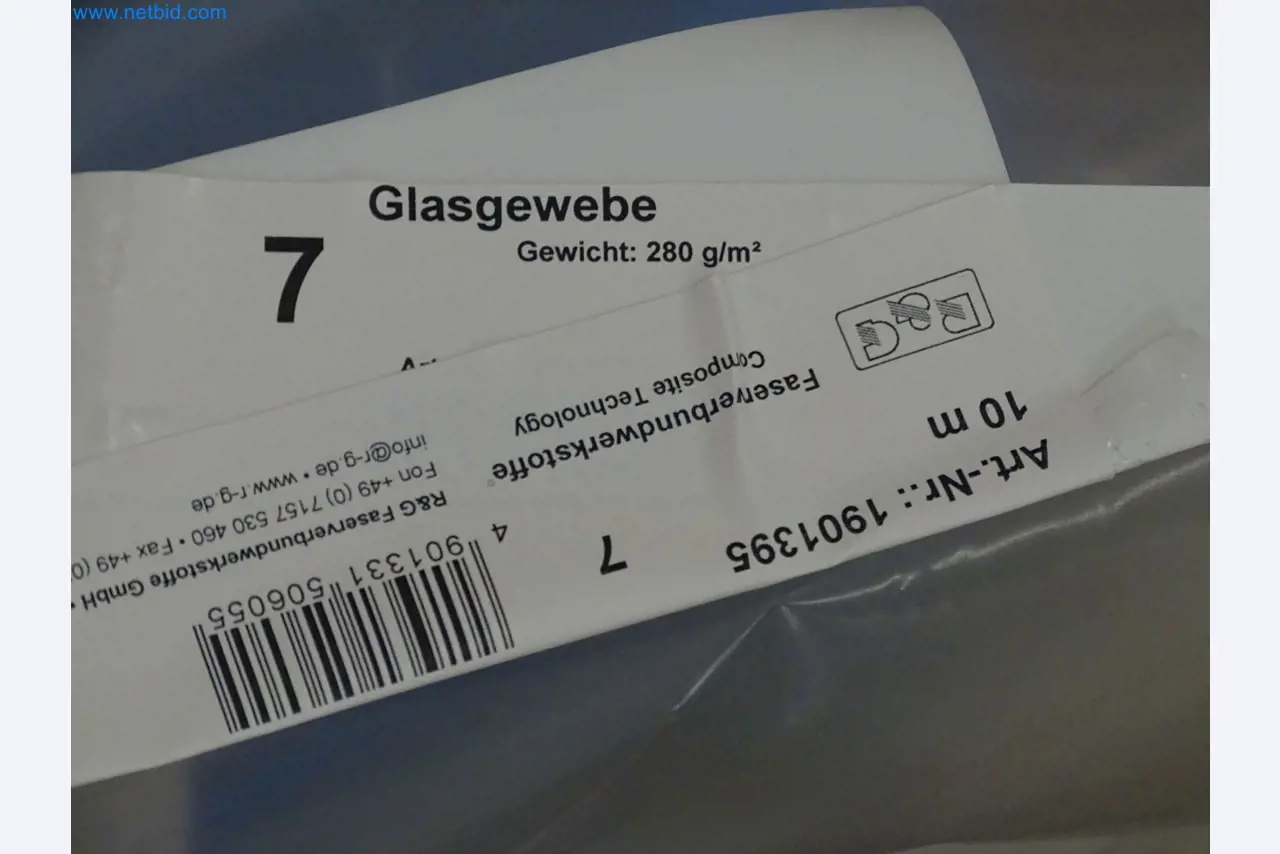 www.netbid.com
Glasgewebe
7
Gewicht: 280 g/m²
Art.-Nr.: 1901395
10 m
7
Faserverbundwerkstoffe®
Composite Technology
4 901331 506055
R&G Faserverbundwerkstoffe GmbH •
Fon +49 (0) 7157 530 460 • Fax +49 (0)
info@r-g.de • www.r-g.de